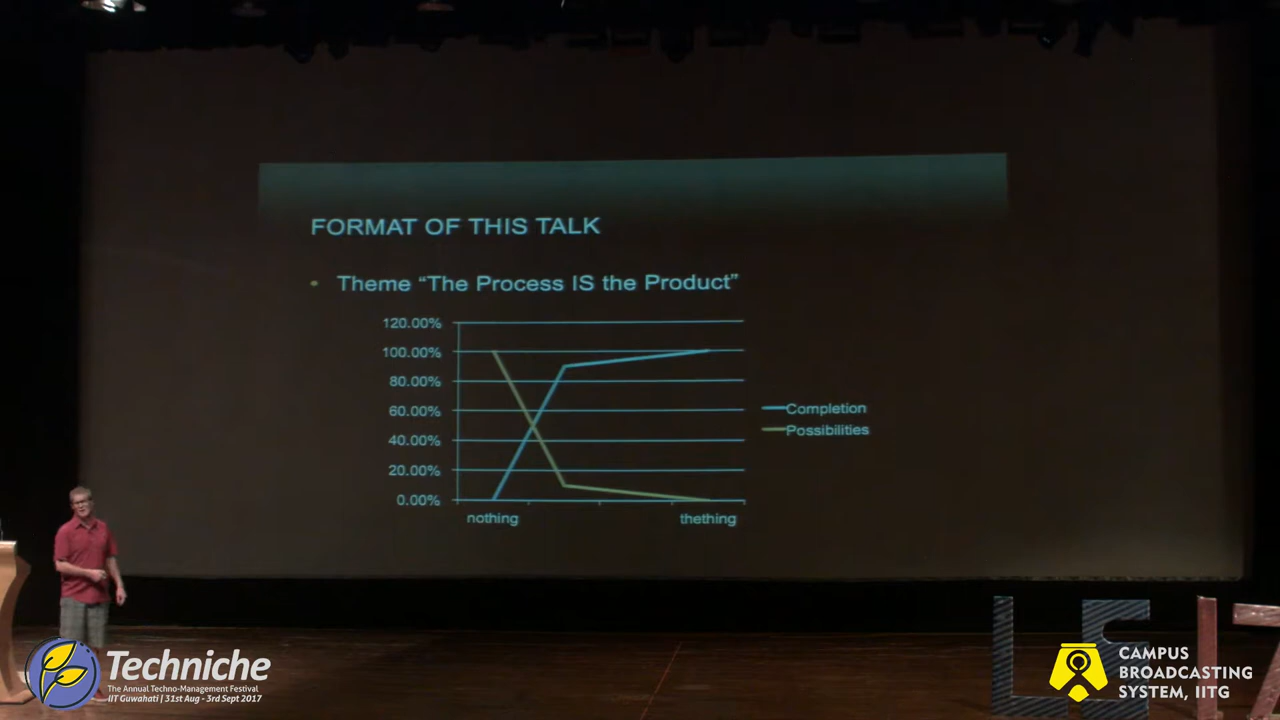 FORMAT OF THIS TALK
• Theme “The Process IS the Product”
120.00%
100.00%
80.00%
60.00%
40.00%
20.00%
0.00%
nothing
thething
Completion
Possibilities
Techniche
The Annual Techno-Management Festival
IIT Guwahati | 31st Aug - 3rd Sept 2017
CAMPUS
BROADCASTING
SYSTEM, IITG